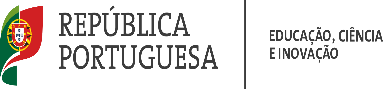 REPÚBLICA
PORTUGUESA
EDUCAÇÃO, CIÊNCIA
E INOVAÇÃO